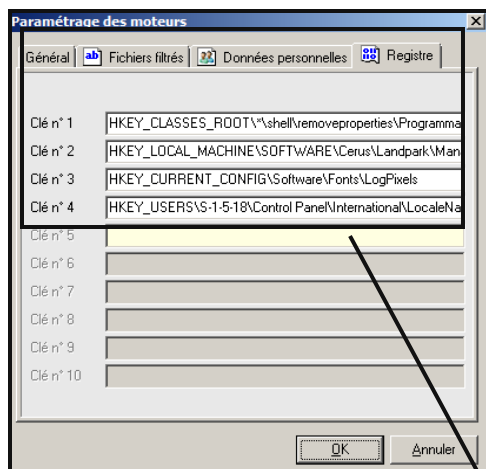 Paramétrage des moteurs
Général Fichiers filtrés Données personnelles Registre
Clé n° 1 HKEY_CLASSES_ROOT\*\shell\removeproperties\Programma
Clé n° 2 HKEY_LOCAL_MACHINE\SOFTWARE\Cerus\Landpark\Man
Clé n° 3 HKEY_CURRENT_CONFIG\Software\Fonts\LogPixels
Clé n° 4 HKEY_USERS\S-1-5-18\Control Panel\International\LocaleNa
Clé n° 5
Clé n° 6
Clé n° 7
Clé n° 8
Clé n° 9
Clé n° 10
OK Annuler